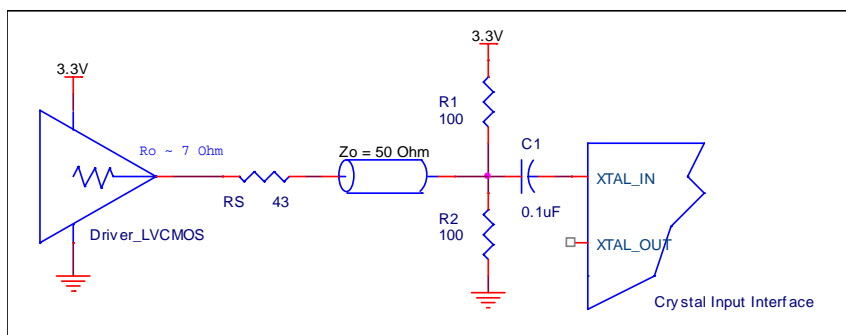 3.3V
3.3V
R1
100
Ro ~ 7 Ohm
Zo = 50 Ohm
C1
RS 43
XTAL_IN
0.1uF
R2
100
Driver_LVCMOS
XTAL_OUT
Crystal Input Interface